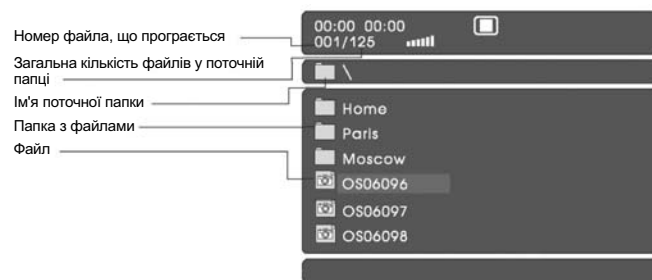 Номер файла, що програється
Загальна кількість файлів у поточній
папці
Ім'я поточної папки
Папка з файлами
Файл
00:00 00:00
001/125
\
Home
Paris
Moscow
OS06096
OS06097
OS06098